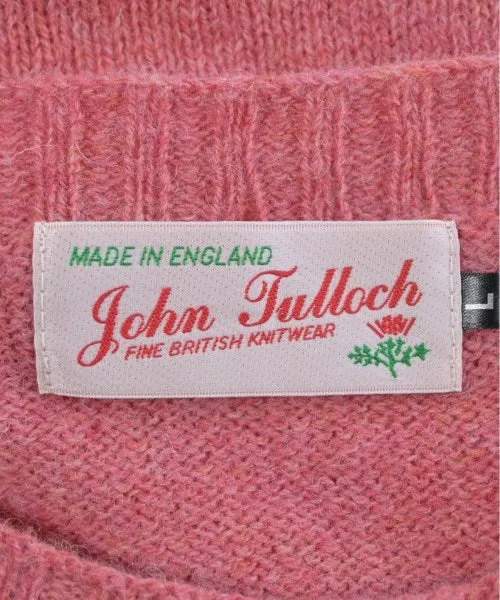 MADE IN ENGLAND
John Tulloch
FINE BRITISH KNITWEAR
L